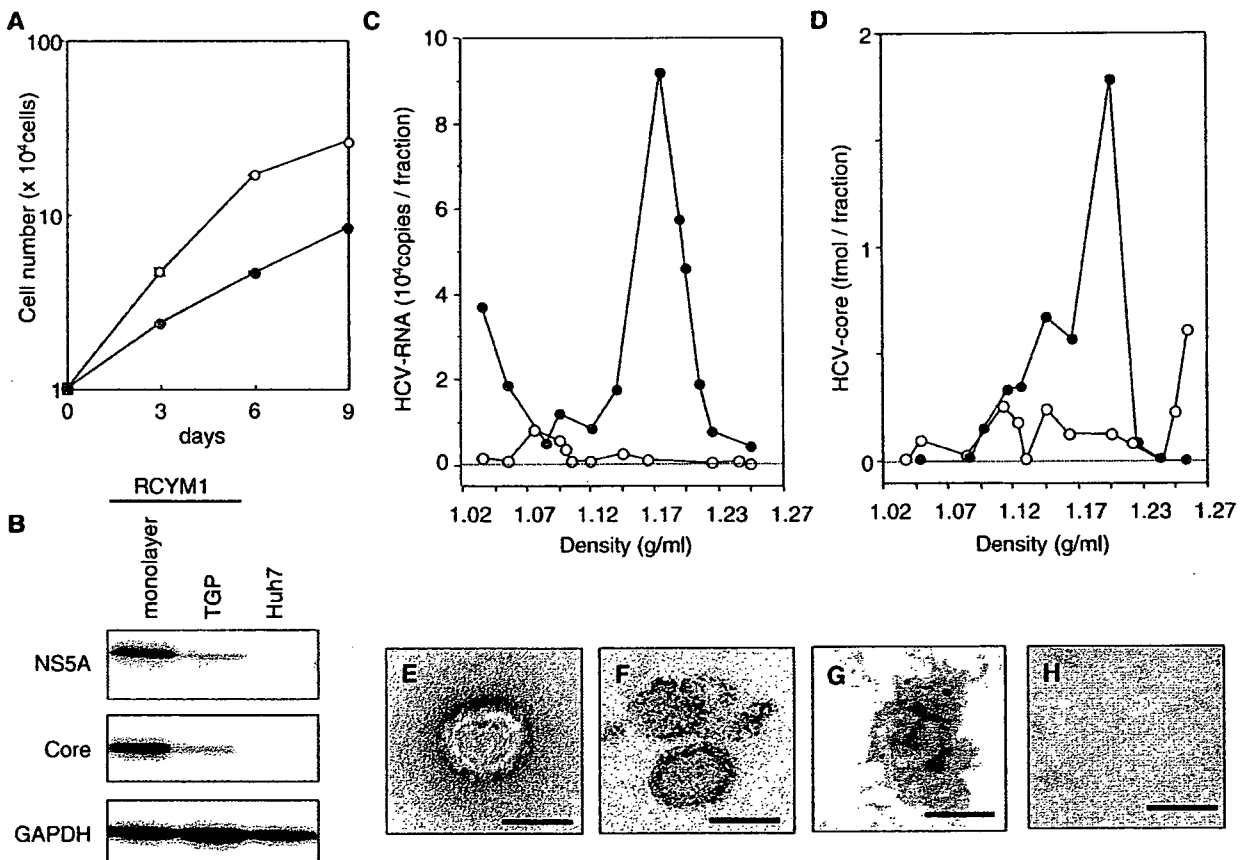 A
100
10
1
Cell number (x 10⁴cells)
0 3 6 9
days
C
10
8
6
4
2
0
HCV-RNA (10⁴copies / fraction)
1.02 1.07 1.12 1.17 1.23 1.27
Density (g/ml)
D
2
1
0
HCV-core (fmol / fraction)
1.02 1.07 1.12 1.17 1.23 1.27
Density (g/ml)
B
RCYM1
monolayer
TGP
Huh7
NS5A
Core
GAPDH
E
F
G
H